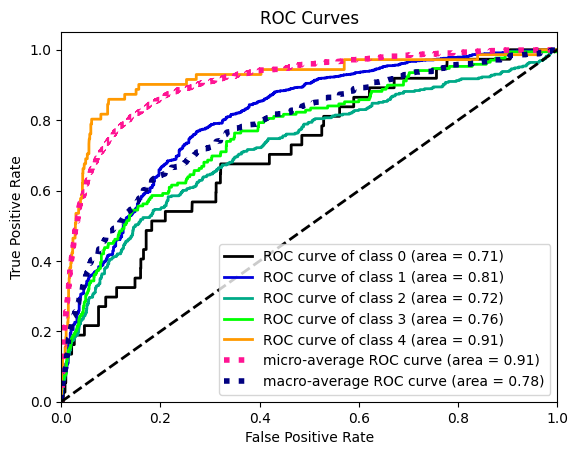 ROC Curves
True Positive Rate
1.0
0.8
0.6
0.4
0.2
0.0
ROC curve of class 0 (area = 0.71)
ROC curve of class 1 (area = 0.81)
ROC curve of class 2 (area = 0.72)
ROC curve of class 3 (area = 0.76)
ROC curve of class 4 (area = 0.91)
micro-average ROC curve (area = 0.91)
macro-average ROC curve (area = 0.78)
0.0 0.2 0.4 0.6 0.8 1.0
False Positive Rate